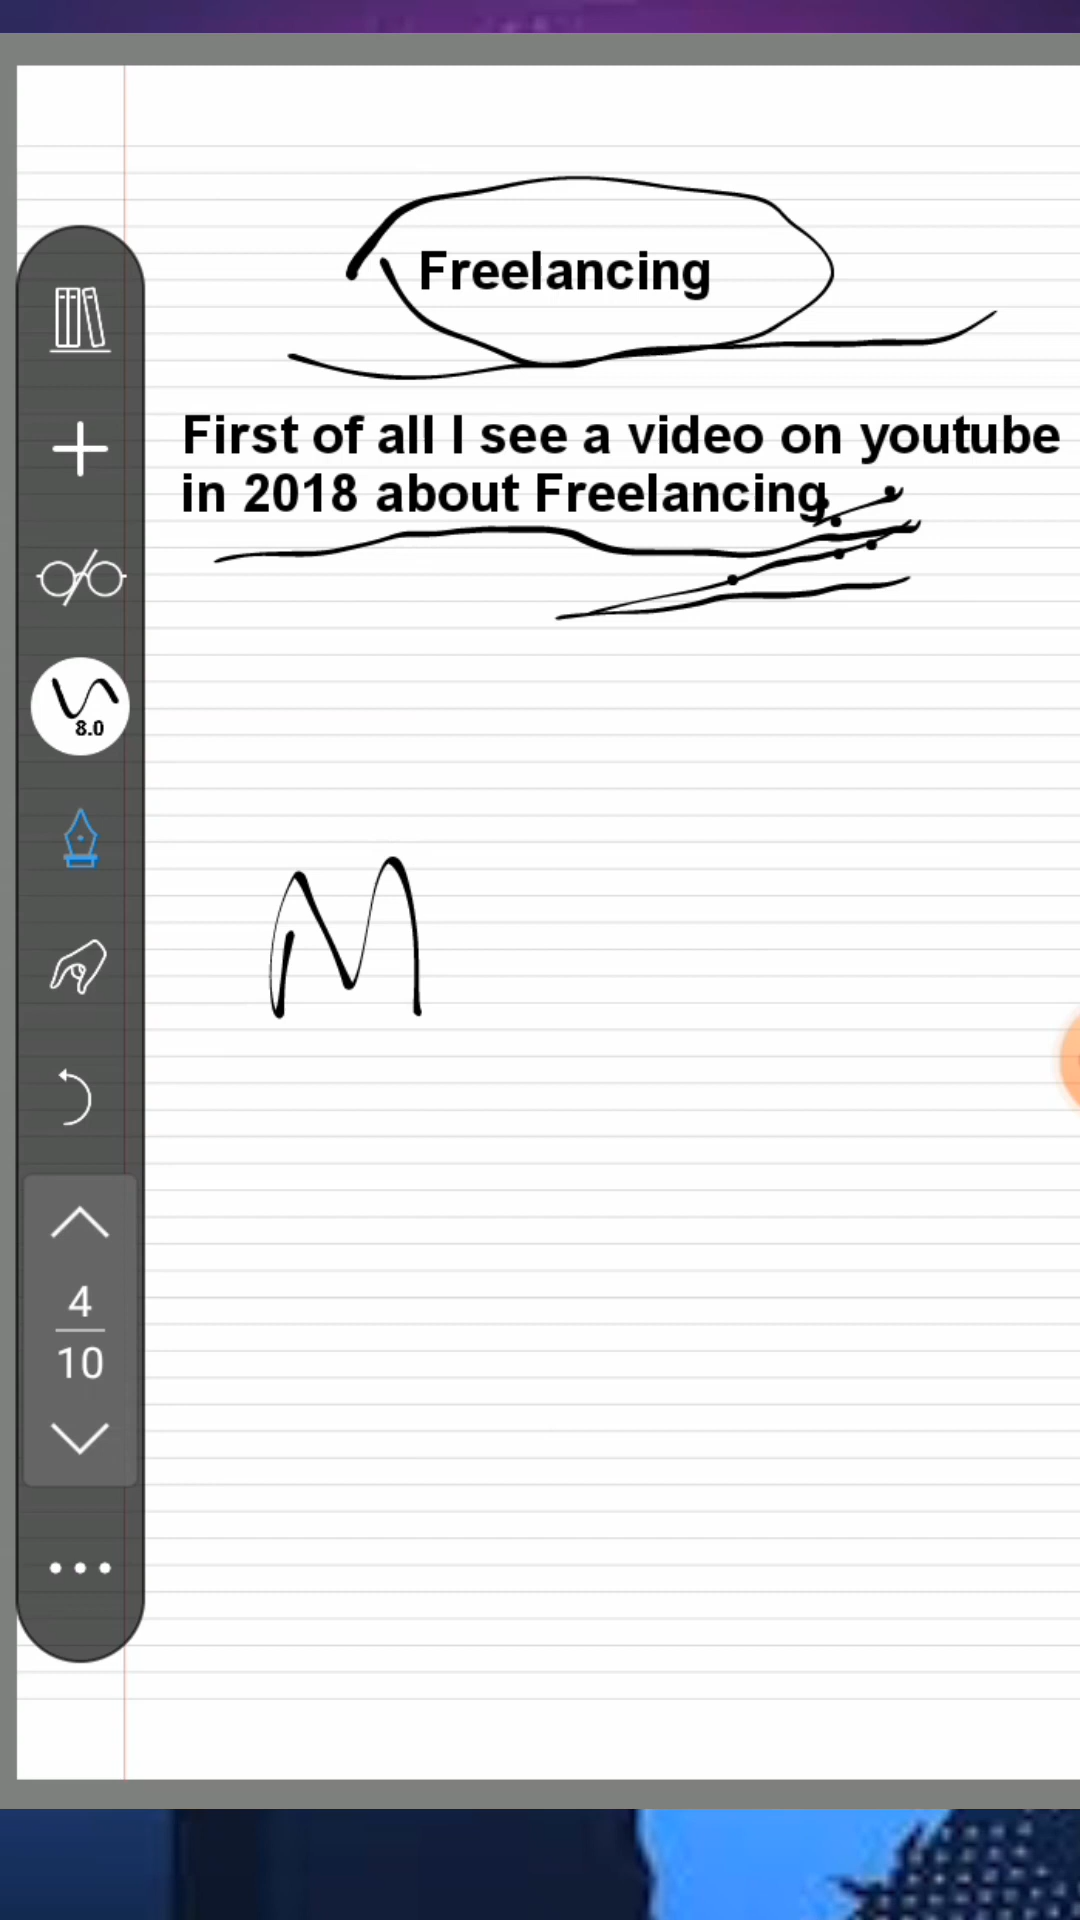 Freelancing
First of all I see a video on youtube
in 2018 about Freelancing
8.0
M
4
10